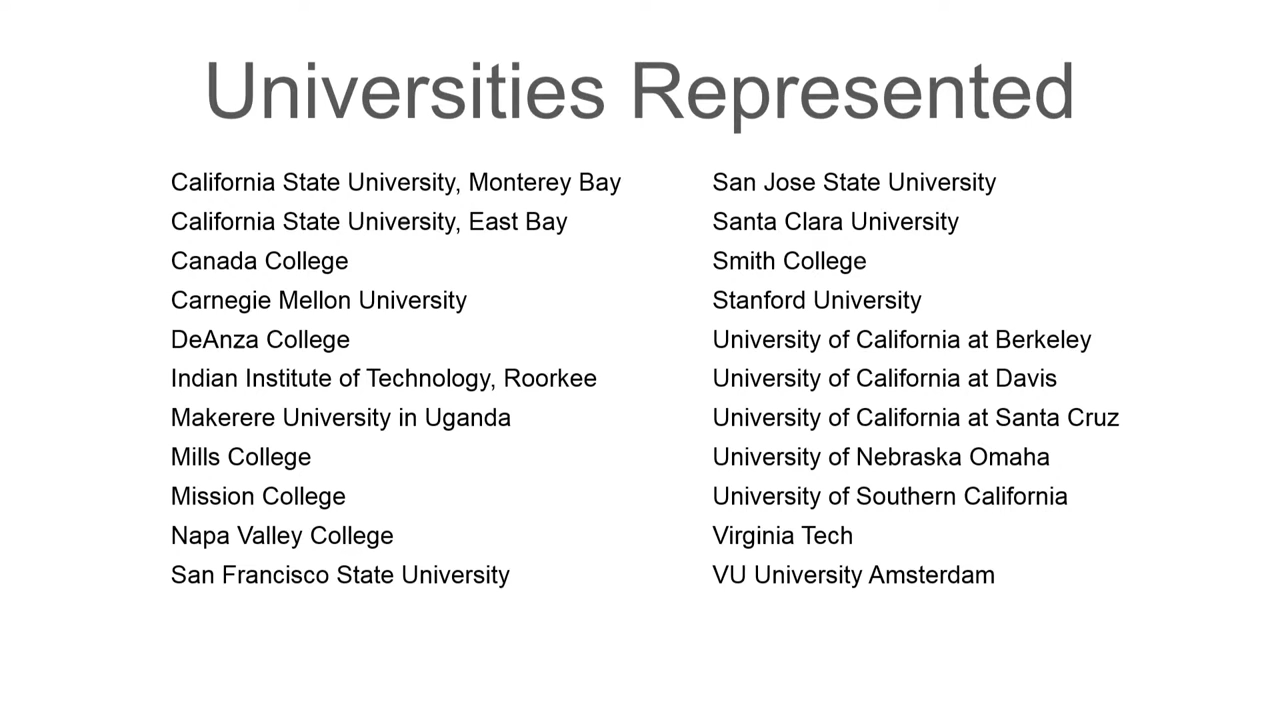 Universities Represented
California State University, Monterey Bay
California State University, East Bay
Canada College
Carnegie Mellon University
DeAnza College
Indian Institute of Technology, Roorkee
Makerere University in Uganda
Mills College
Mission College
Napa Valley College
San Francisco State University
San Jose State University
Santa Clara University
Smith College
Stanford University
University of California at Berkeley
University of California at Davis
University of California at Santa Cruz
University of Nebraska Omaha
University of Southern California
Virginia Tech
VU University Amsterdam